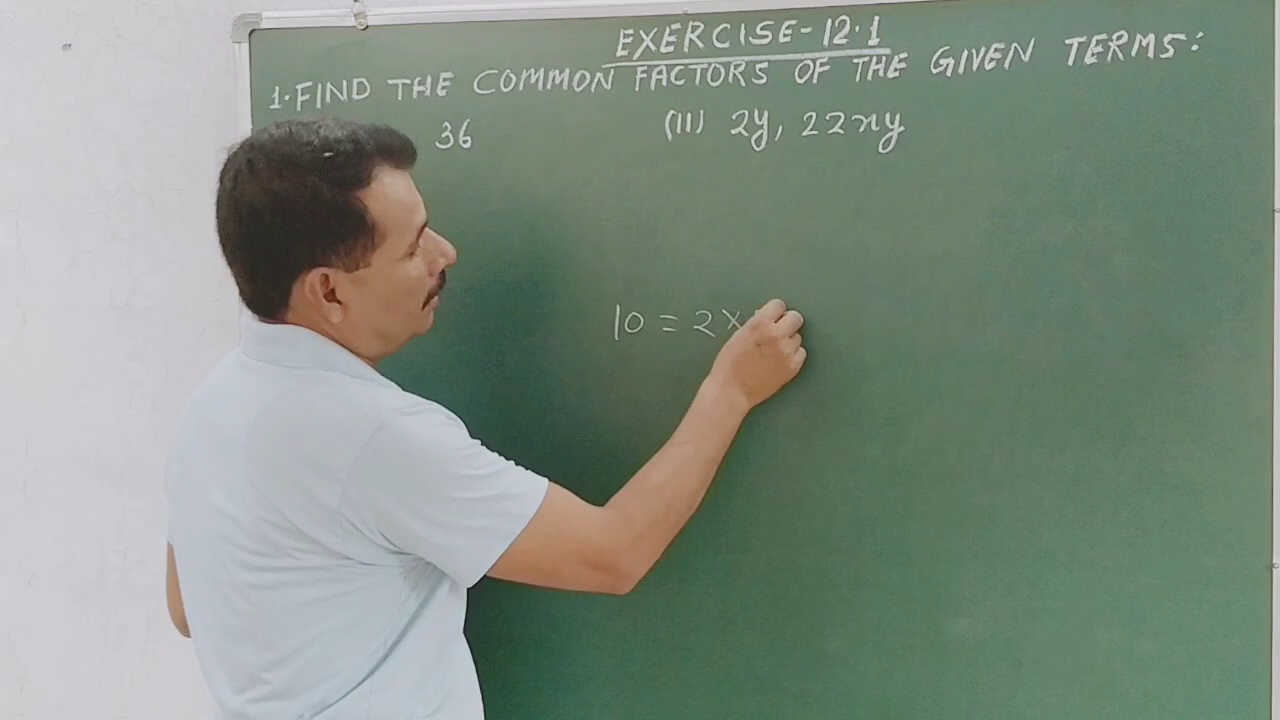 EXERCISE-12.1
1. FIND THE COMMON FACTORS OF THE GIVEN TERMS:
36 (II) 2y, 22xy
10 = 2 ×